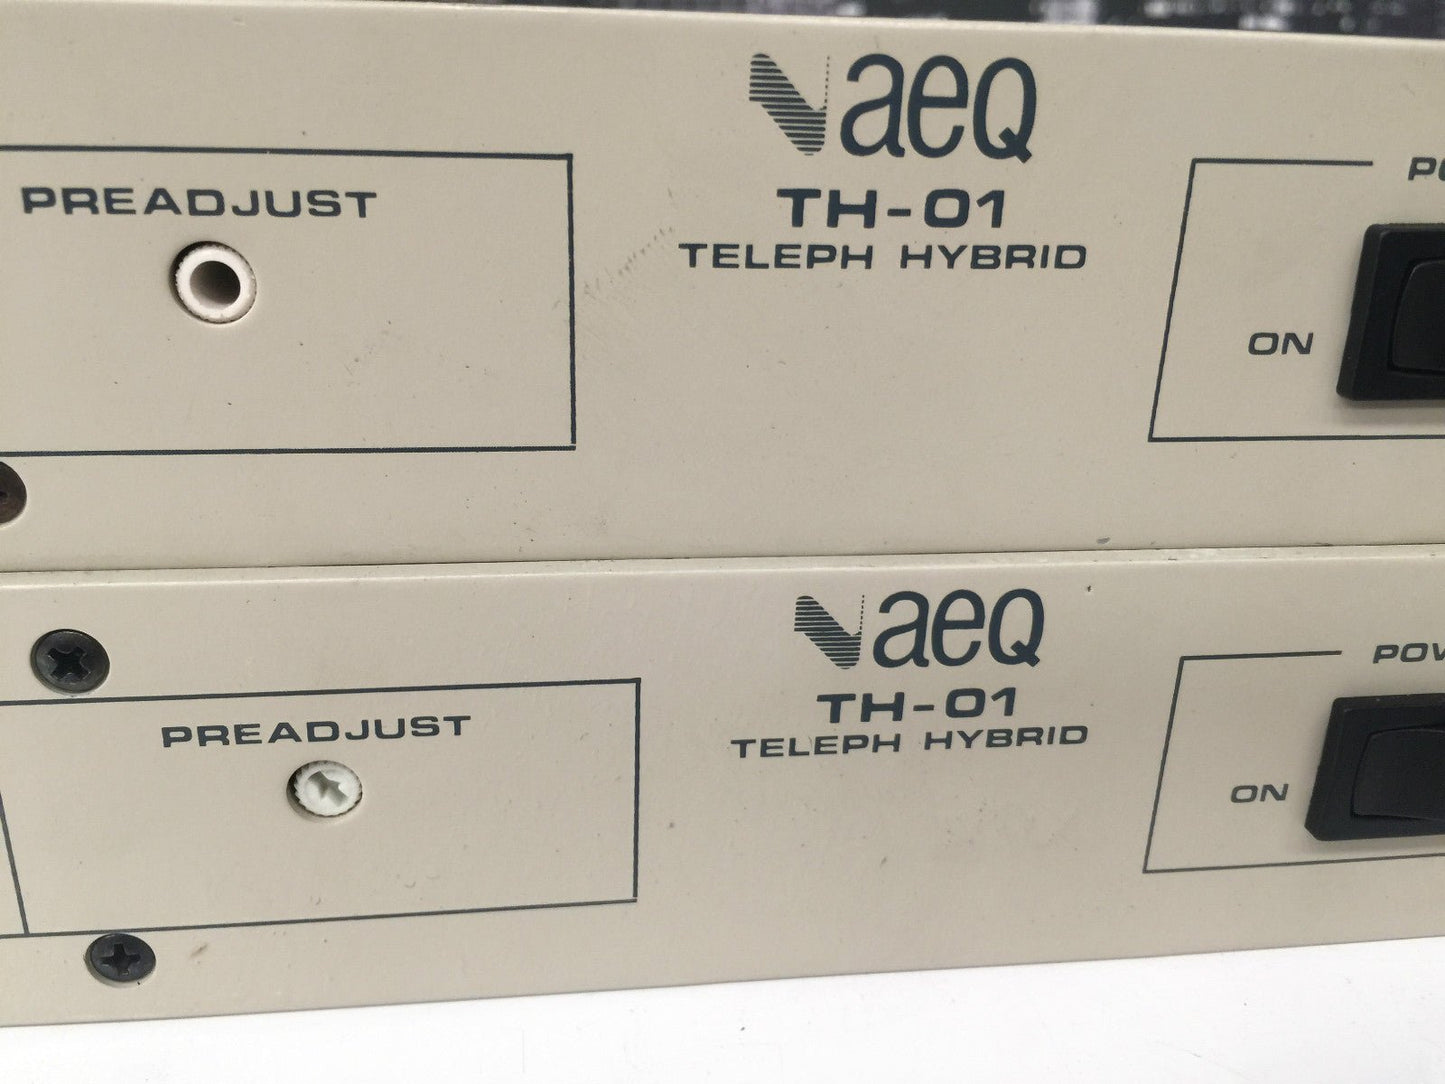 aeQ
PREADJUST
TH-01
TELEPH HYBRID
ON
aeQ
PREADJUST
TH-01
TELEPH HYBRID
ON